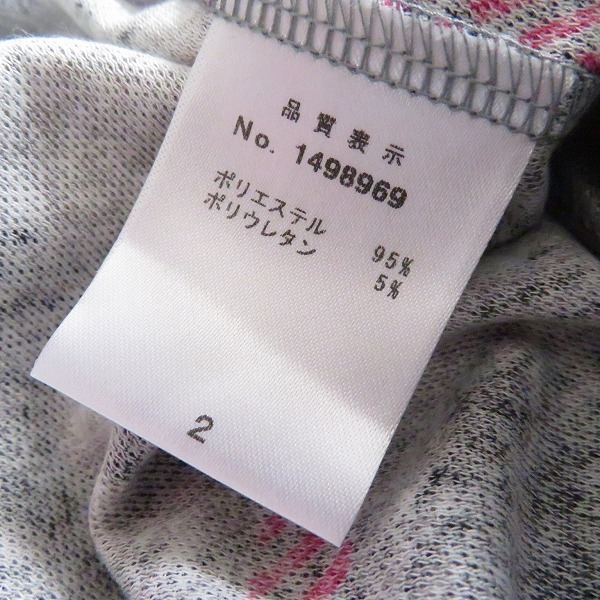 品質表示
No. 1498969
ポリエステル 95%
ポリウレタン 5%
2